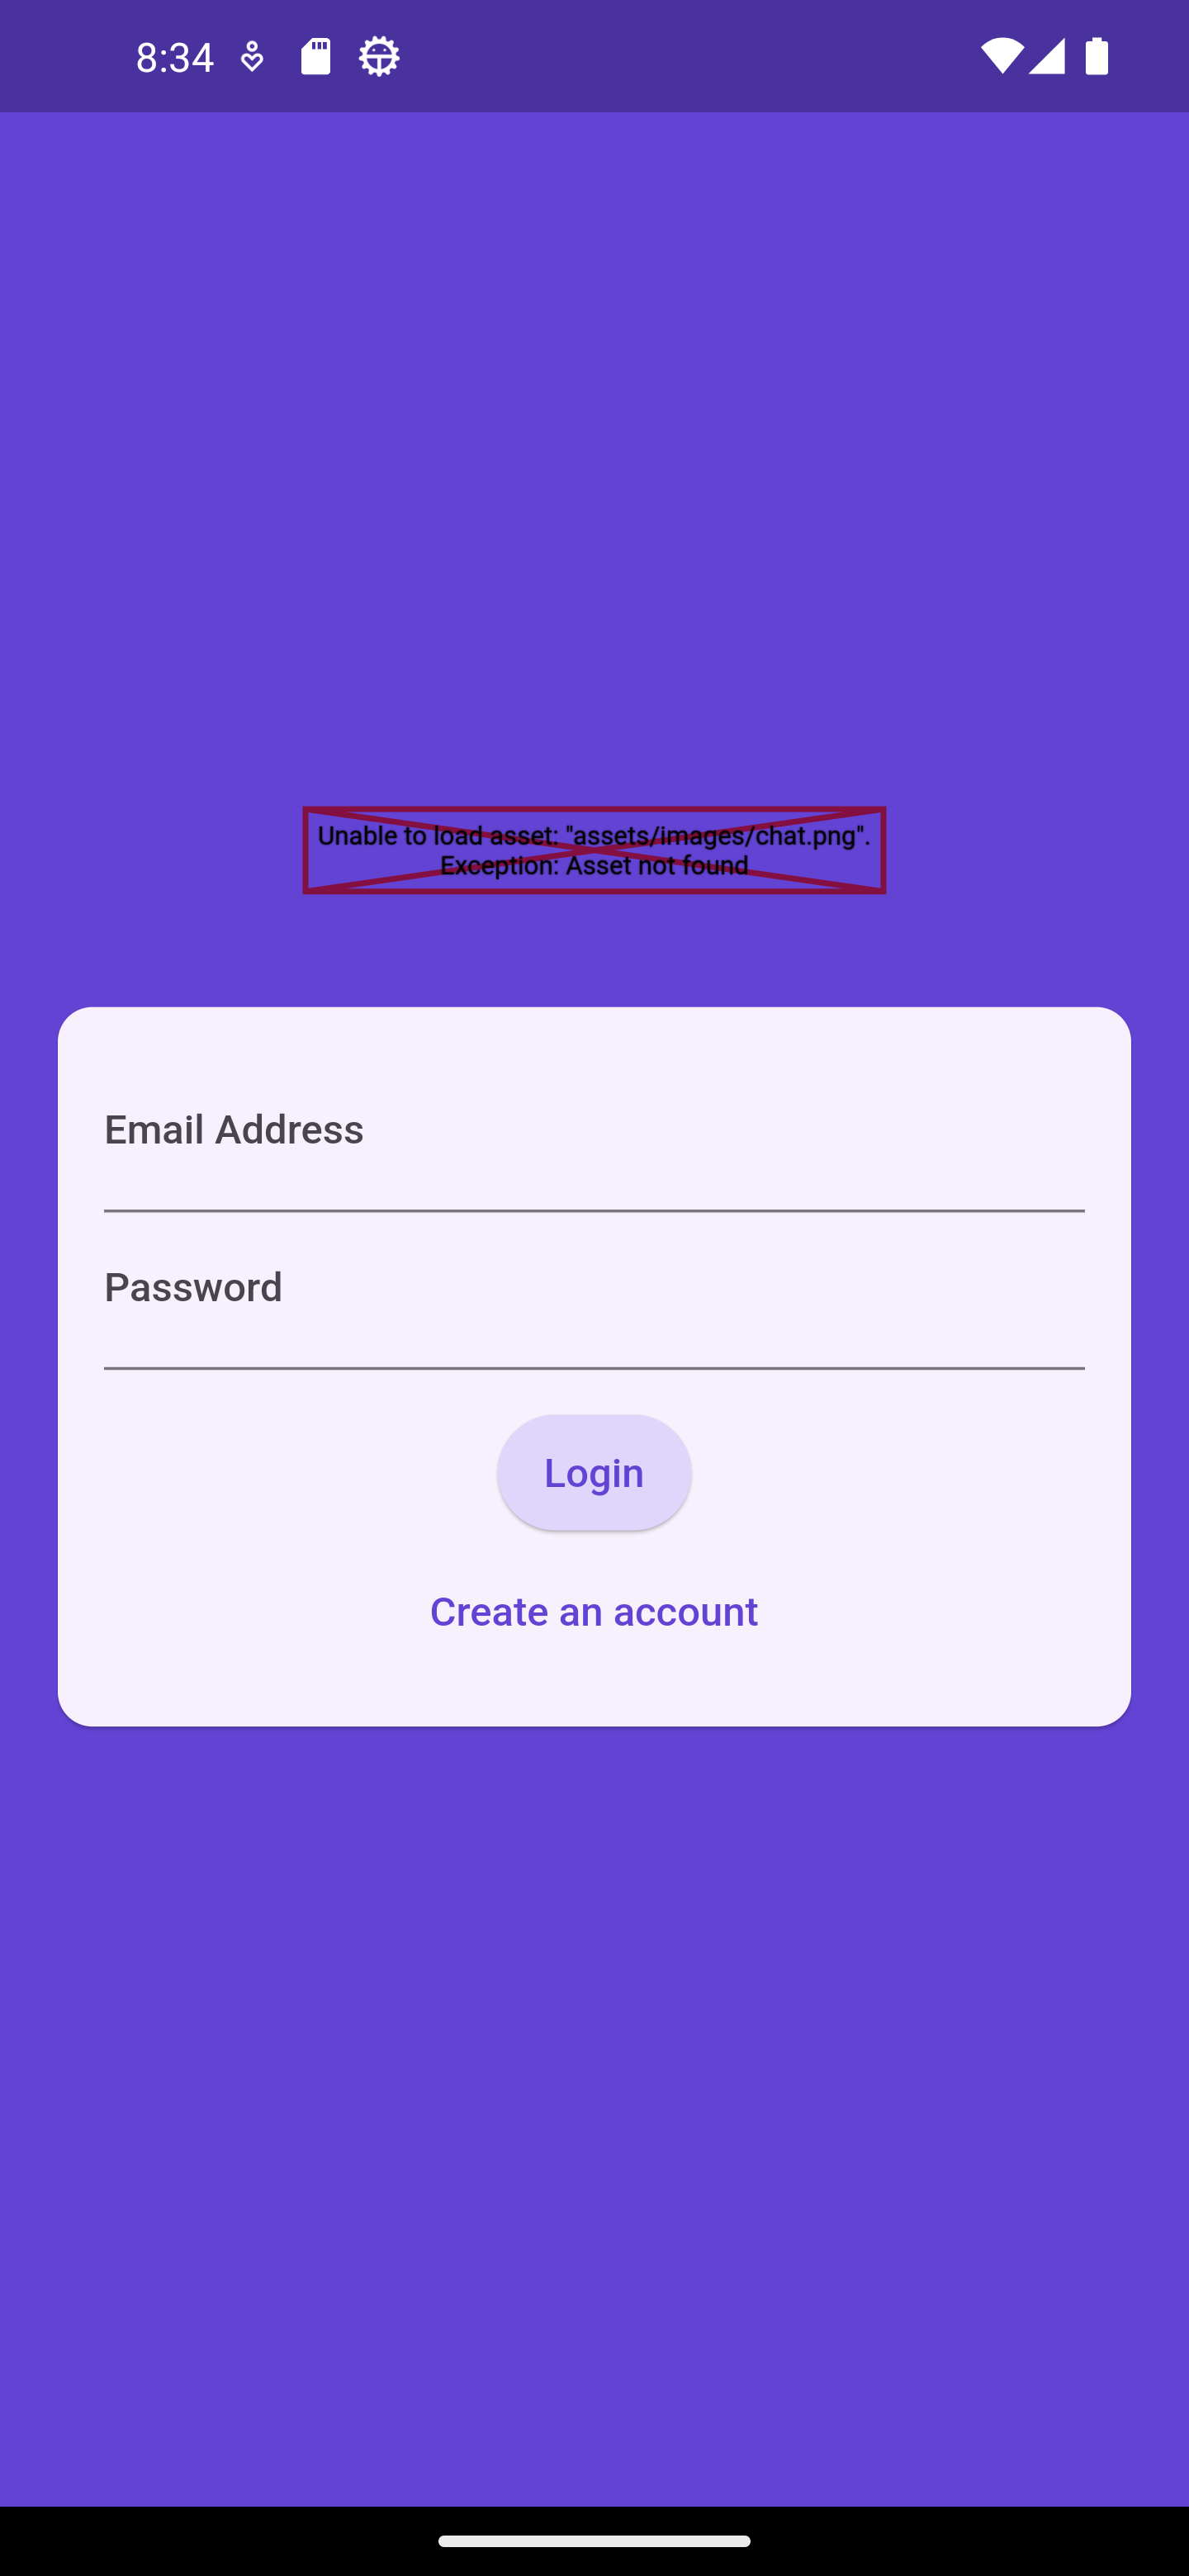 8:34
Unable to load asset: "assets/images/chat.png".
Exception: Asset not found
Email Address
Password
Login
Create an account